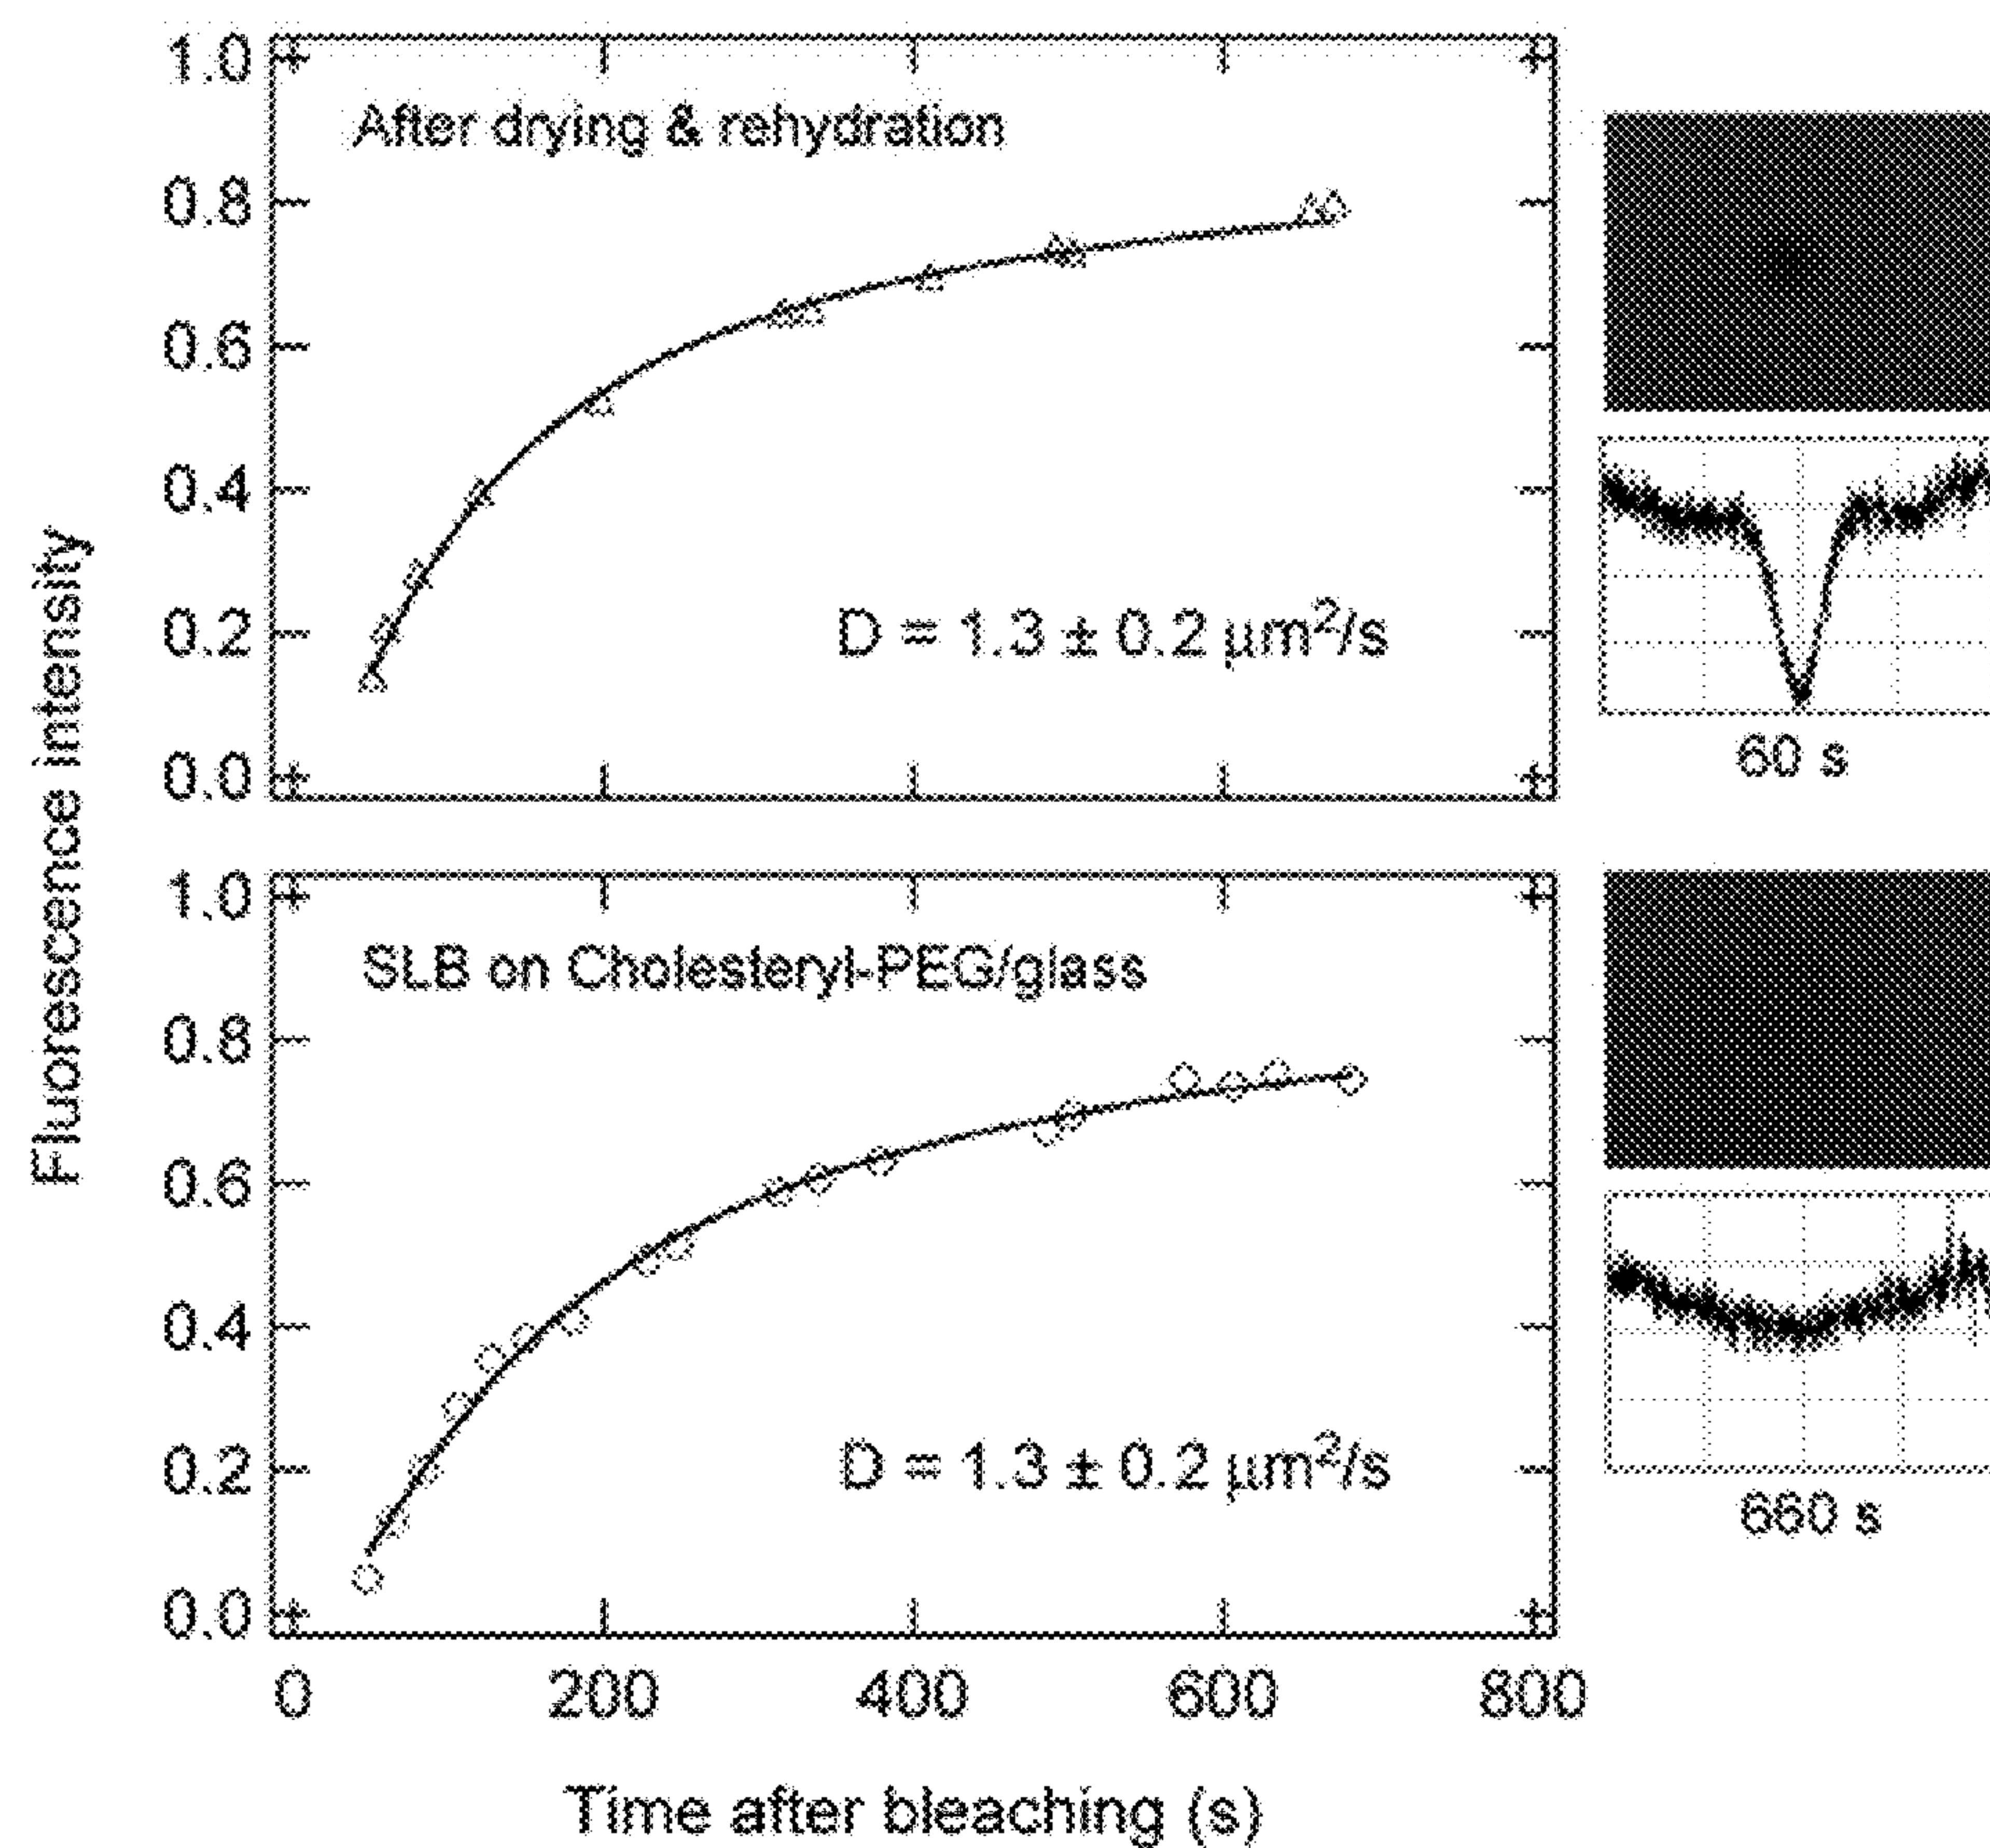 Fluorescence intensity
1.0
0.8
0.6
0.4
0.2
0.0
After drying & rehydration
D = 1.3 ± 0.2 μm²/s
60 s
1.0
0.8
0.6
0.4
0.2
0.0
SLB on Cholesteryl-PEG/glass
D = 1.3 ± 0.2 μm²/s
660 s
0 200 400 600 800
Time after bleaching (s)